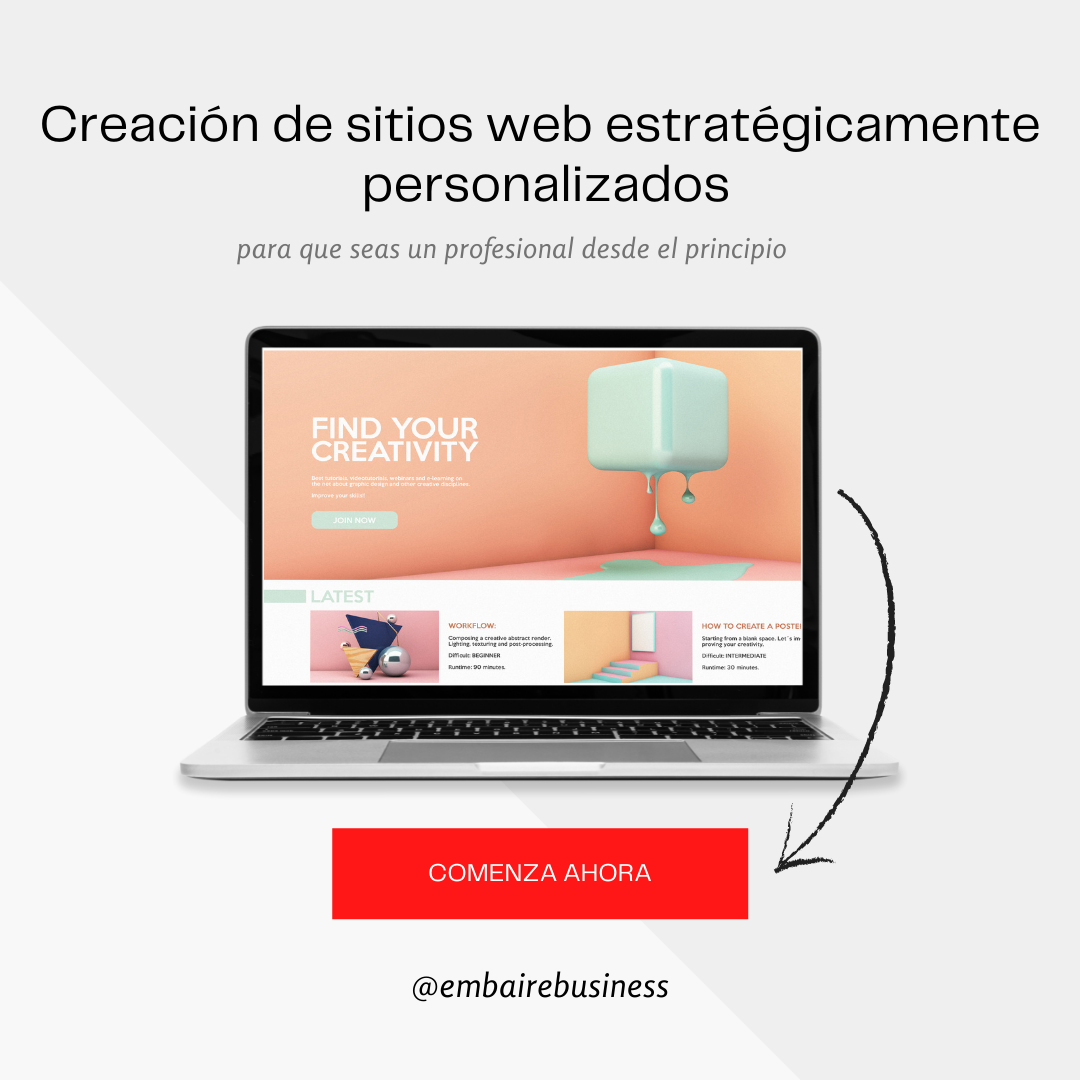 Creación de sitios web estratégicamente
personalizados
para que seas un profesional desde el principio
FIND YOUR
CREATIVITY
Best tutorials, videotutorials, webinars and e-learning on
the net about graphic design and other creative disciplines.
Improve your skills!
JOIN NOW
LATEST
WORKFLOW:
Composing a creative abstract render.
Lighting, texturing and post-processing.
Difficult: BEGINNER
Runtime: 90 minutes.
HOW TO CREATE A POSTE
Starting from a blank space. Let´s im
proving your creativity.
Difficult: INTERMEDIATE
Runtime: 30 minutes.
COMENZA AHORA
@embairebusiness